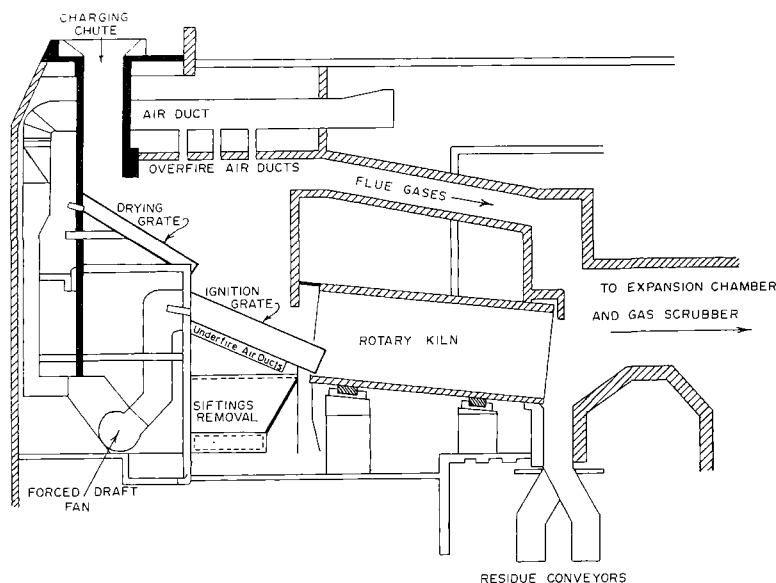 CHARGING
CHUTE
AIR DUCT
OVERFIRE AIR DUCTS
FLUE GASES
DRYING
GRATE
IGNITION
GRATE
Underfire Air Ducts
ROTARY KILN
TO EXPANSION CHAMBER
AND GAS SCRUBBER
SIFTINGS
REMOVAL
FORCED DRAFT
FAN
RESIDUE CONVEYORS